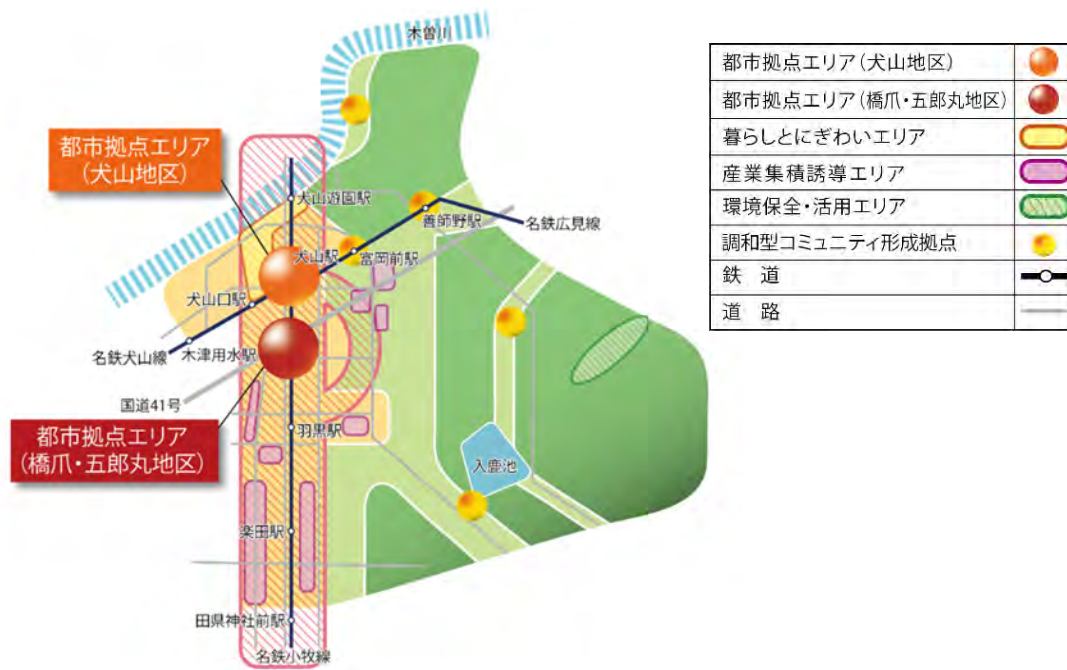 木曽川
都市拠点エリア
(犬山地区)
犬山遊園駅
善師野駅
名鉄広見線
犬山駅
富岡前駅
犬山口駅
名鉄犬山線
木津用水駅
国道41号
都市拠点エリア
(橋爪・五郎丸地区)
羽黒駅
入鹿池
楽田駅
田県神社前駅
名鉄小牧線
都市拠点エリア(犬山地区)
都市拠点エリア(橋爪・五郎丸地区)
暮らしとにぎわいエリア
産業集積誘導エリア
環境保全・活用エリア
調和型コミュニティ形成拠点
鉄 道
道 路